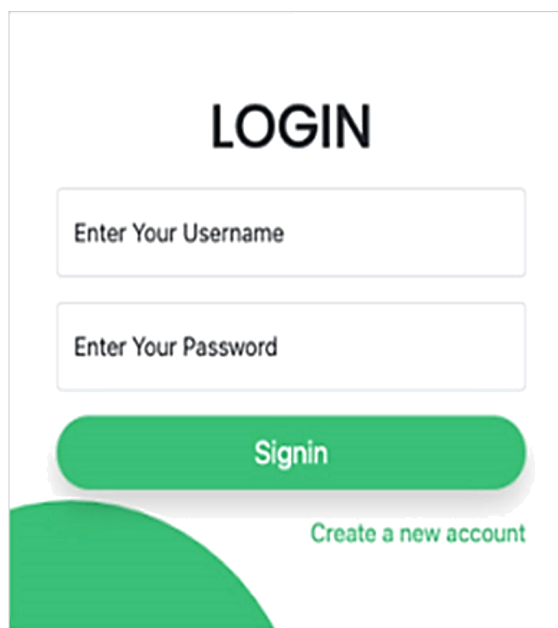 LOGIN
Enter Your Username
Enter Your Password
Signin
Create a new account